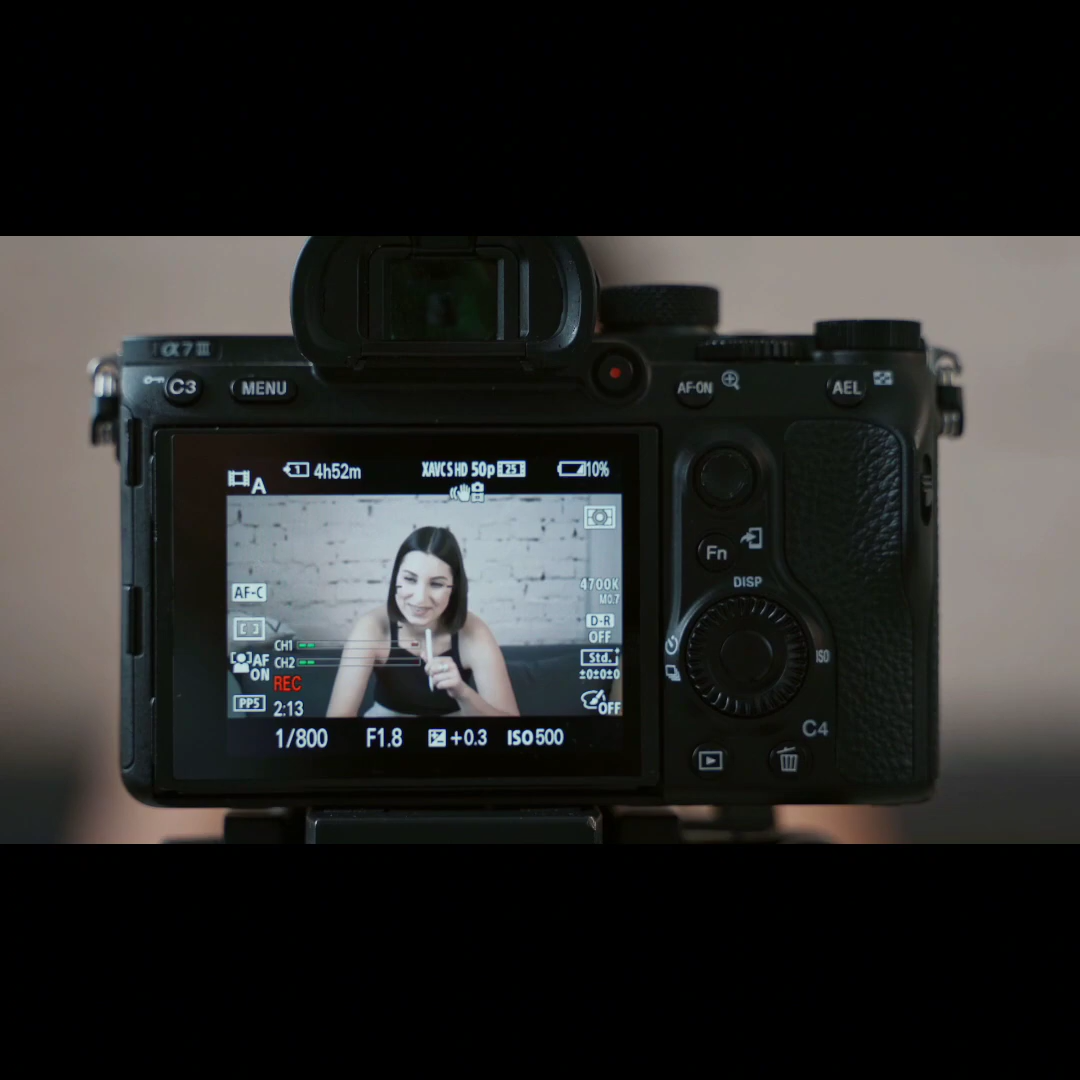 α7III
C3 MENU AF-ON AEL
1 4h52m XAVC S HD 50p 25 10%
A
Fn
AF-C 4700K
M0.7
DISP
D-R
OFF
CH1
AF CH2 Std. ISO
ON ±0±0±0
REC
PP5 2:13 OFF
1/800 F1.8 +0.3 ISO 500
C4